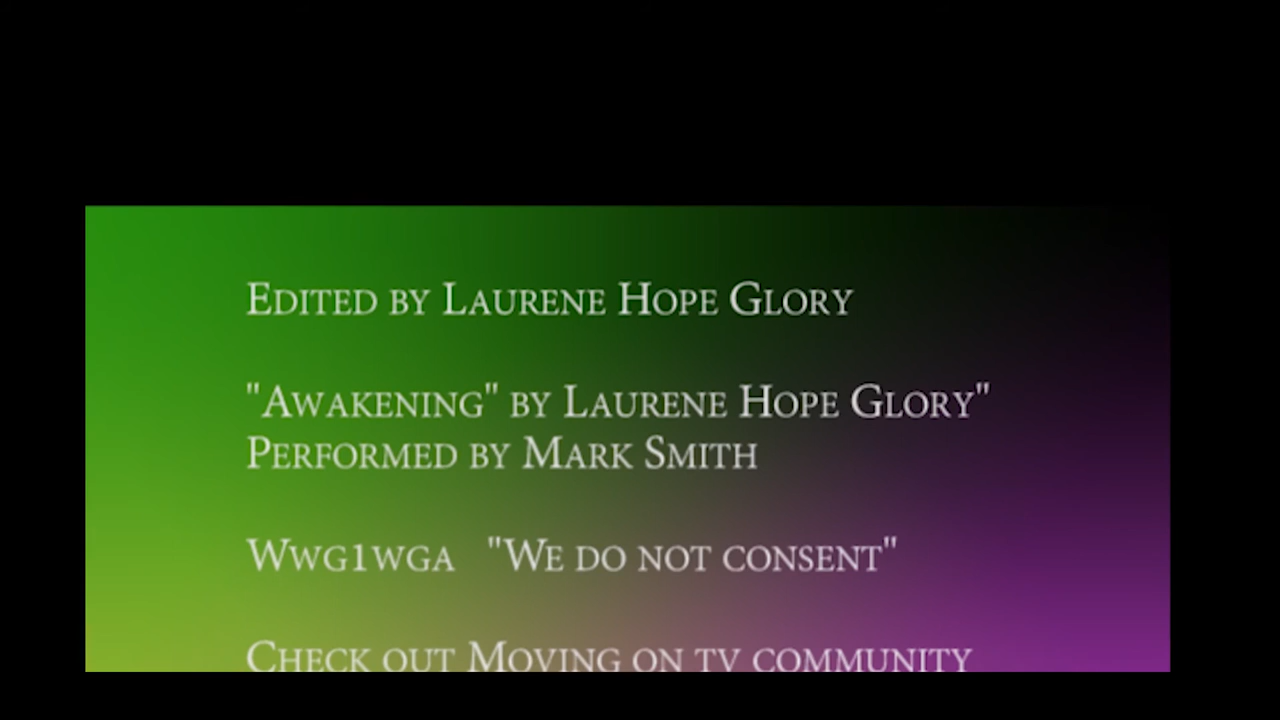 Edited by Laurene Hope Glory
"Awakening" by Laurene Hope Glory"
Performed by Mark Smith
Wwg1wga "We do not consent"
Check out Moving on tv community